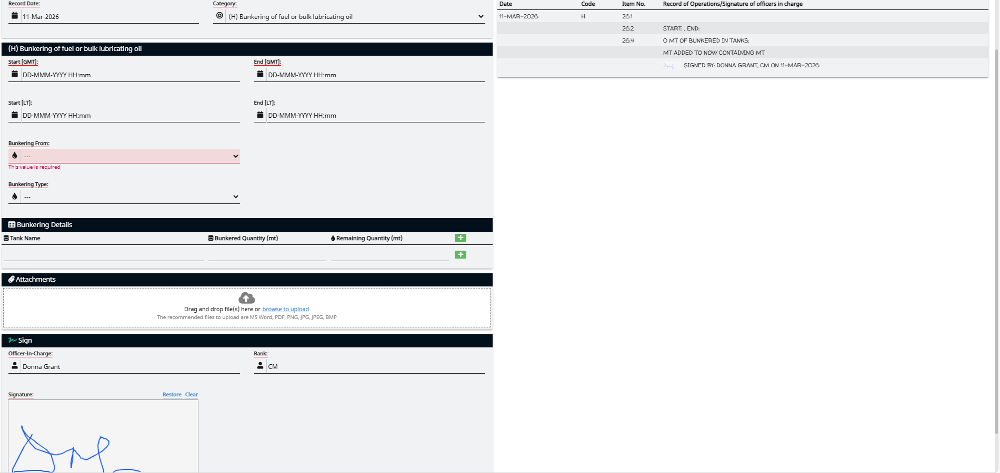 Record Date:
Category:
11-Mar-2026
(H) Bunkering of fuel or bulk lubricating oil
(H) Bunkering of fuel or bulk lubricating oil
Start [GMT]:
End [GMT]:
DD-MMM-YYYY HH:mm
DD-MMM-YYYY HH:mm
Start [LT]:
End [LT]:
DD-MMM-YYYY HH:mm
DD-MMM-YYYY HH:mm
Bunkering From:
---
This value is required
Bunkering Type:
---
Bunkering Details
Tank Name Bunkered Quantity (mt) Remaining Quantity (mt)
Attachments
Drag and drop file(s) here or browse to upload
The recommended files to upload are MS Word, PDF, PNG, JPG, JPEG, BMP
Sign
Officer-In-Charge:
Rank:
Donna Grant
CM
Signature: Restore Clear
Date Code Item No. Record of Operations/Signature of officers in charge
11-MAR-2026 H 26.1
26.2 START: , END:
26.4 0 MT OF BUNKERED IN TANKS:
MT ADDED TO NOW CONTAINING MT
SIGNED BY: DONNA GRANT, CM ON 11-MAR-2026